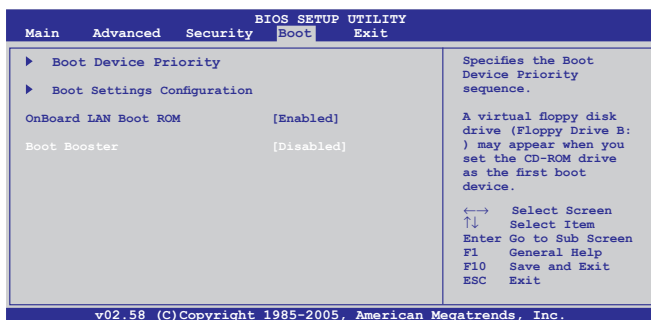 BIOS SETUP UTILITY
Main Advanced Security Boot Exit
Boot Device Priority
Boot Settings Configuration
OnBoard LAN Boot ROM [Enabled]
Boot Booster [Disabled]
Specifies the Boot
Device Priority
sequence.
A virtual floppy disk
drive (Floppy Drive B:
) may appear when you
set the CD-ROM drive
as the first boot
device.
←→ Select Screen
↑↓ Select Item
Enter Go to Sub Screen
F1 General Help
F10 Save and Exit
ESC Exit
v02.58 (C)Copyright 1985-2005, American Megatrends, Inc.